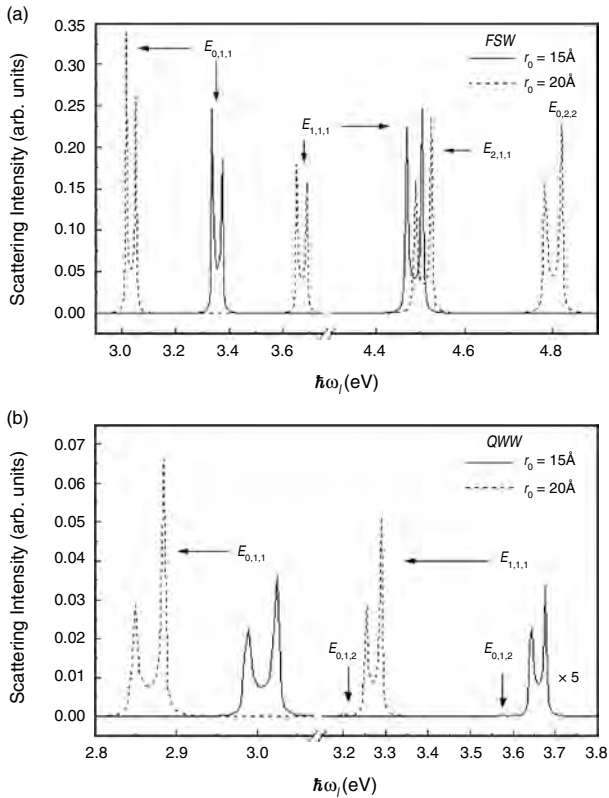 (a)
Scattering Intensity (arb. units)
0.35
0.30
0.25
0.20
0.15
0.10
0.05
0.00
E0,1,1
FSW
r0 = 15Å
r0 = 20Å
E1,1,1
E2,1,1
E0,2,2
3.0 3.2 3.4 3.6 4.4 4.6 4.8
ħωl(eV)
(b)
Scattering Intensity (arb. units)
0.07
0.06
0.05
0.04
0.03
0.02
0.01
0.00
QWW
r0 = 15Å
r0 = 20Å
E0,1,1
E1,1,1
E0,1,2
E0,1,2
× 5
2.8 2.9 3.0 3.2 3.3 3.4 3.5 3.6 3.7 3.8
ħωl(eV)